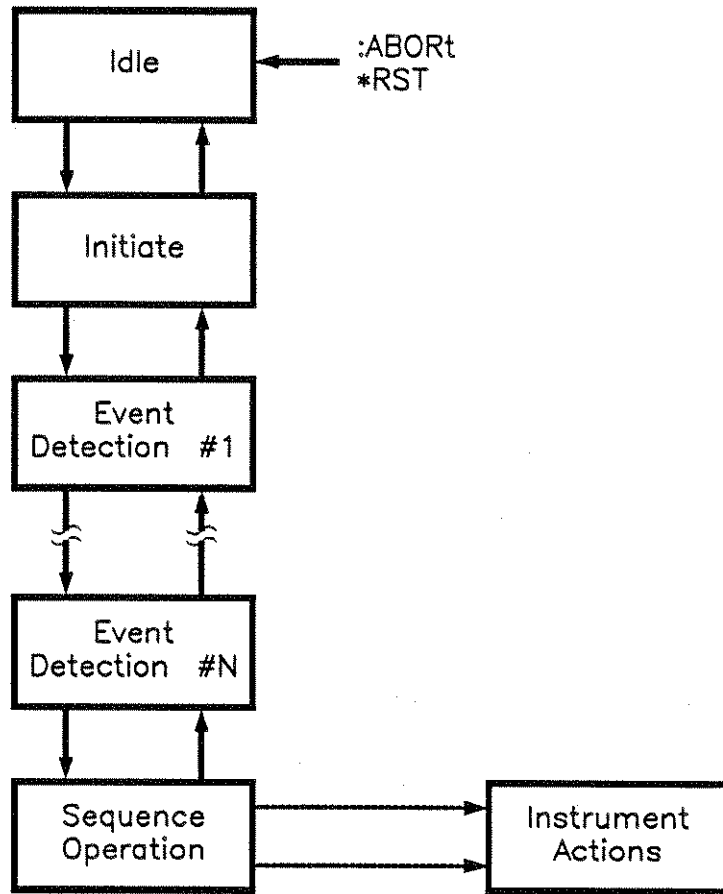 Idle
:ABORt
*RST
Initiate
Event
Detection #1
Event
Detection #N
Sequence
Operation
Instrument
Actions